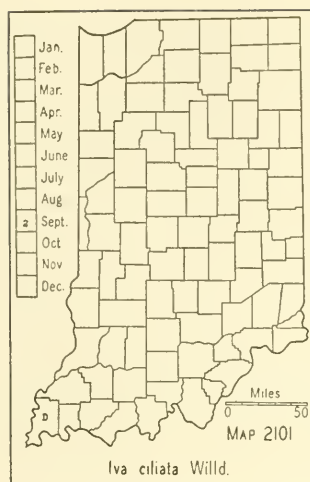 Jan.
Feb.
Mar.
Apr.
May
June
July
Aug
2 Sept.
Oct
Nov
Dec.
D
Miles
0 50
MAP 2101
Iva ciliata Willd.